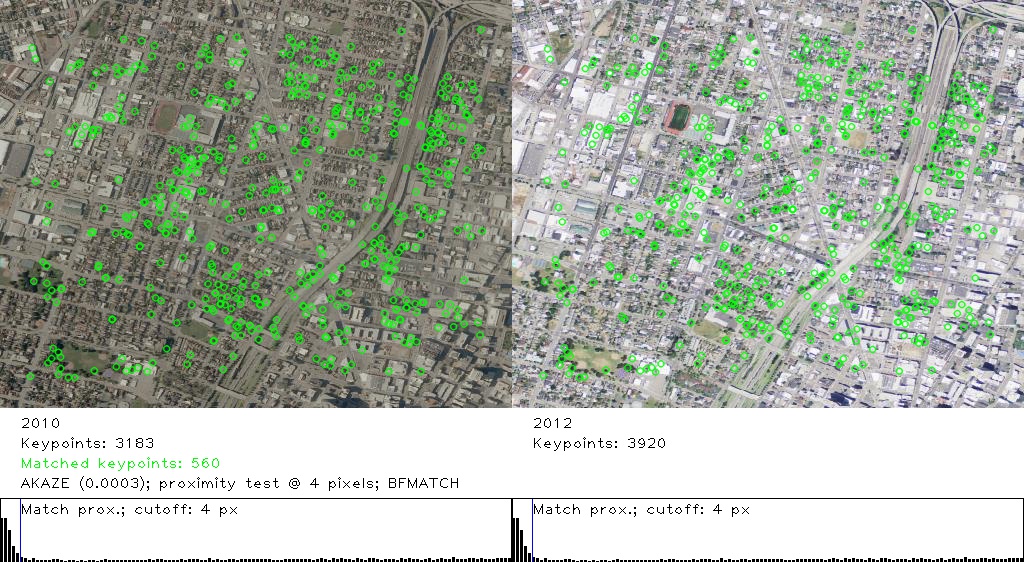 2010
Keypoints: 3183
Matched keypoints: 560
AKAZE (0.0003); proximity test @ 4 pixels; BFMATCH
2012
Keypoints: 3920
Match prox.; cutoff: 4 px
Match prox.; cutoff: 4 px